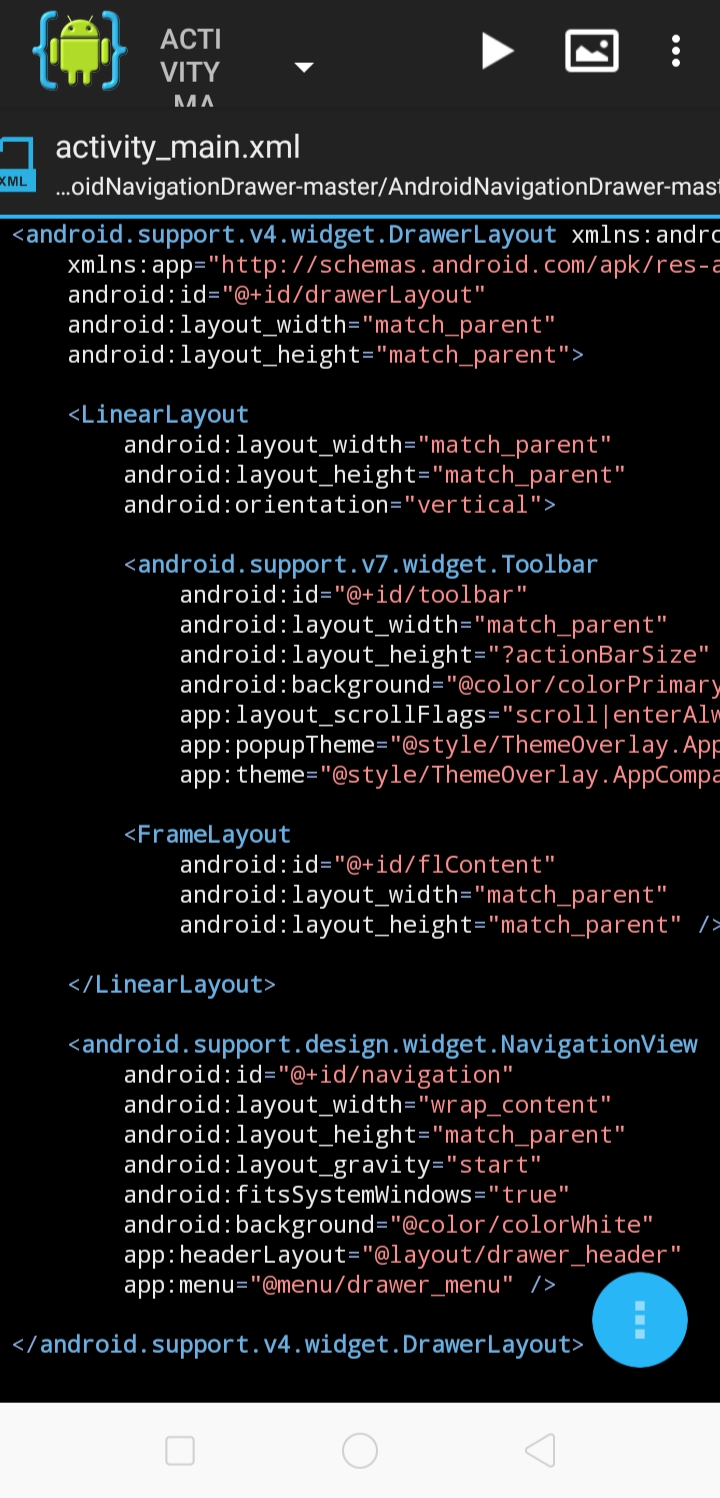 ACTI
VITY
MA
activity_main.xml
XML
...oidNavigationDrawer-master/AndroidNavigationDrawer-mast
<android.support.v4.widget.DrawerLayout xmlns:andro
xmlns:app="http://schemas.android.com/apk/res-a
android:id="@+id/drawerLayout"
android:layout_width="match_parent"
android:layout_height="match_parent">
<LinearLayout
android:layout_width="match_parent"
android:layout_height="match_parent"
android:orientation="vertical">
<android.support.v7.widget.Toolbar
android:id="@+id/toolbar"
android:layout_width="match_parent"
android:layout_height="?actionBarSize"
android:background="@color/colorPrimary
app:layout_scrollFlags="scroll|enterAlw
app:popupTheme="@style/ThemeOverlay.App
app:theme="@style/ThemeOverlay.AppCompa
<FrameLayout
android:id="@+id/flContent"
android:layout_width="match_parent"
android:layout_height="match_parent" />
</LinearLayout>
<android.support.design.widget.NavigationView
android:id="@+id/navigation"
android:layout_width="wrap_content"
android:layout_height="match_parent"
android:layout_gravity="start"
android:fitsSystemWindows="true"
android:background="@color/colorWhite"
app:headerLayout="@layout/drawer_header"
app:menu="@menu/drawer_menu" />
</android.support.v4.widget.DrawerLayout>